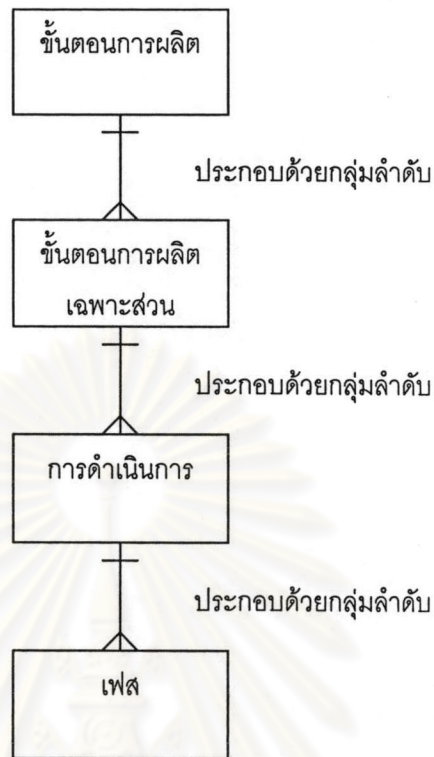 ขั้นตอนการผลิต
ประกอบด้วยกลุ่มลำดับ
ขั้นตอนการผลิต
เฉพาะส่วน
ประกอบด้วยกลุ่มลำดับ
การดำเนินการ
ประกอบด้วยกลุ่มลำดับ
เฟส